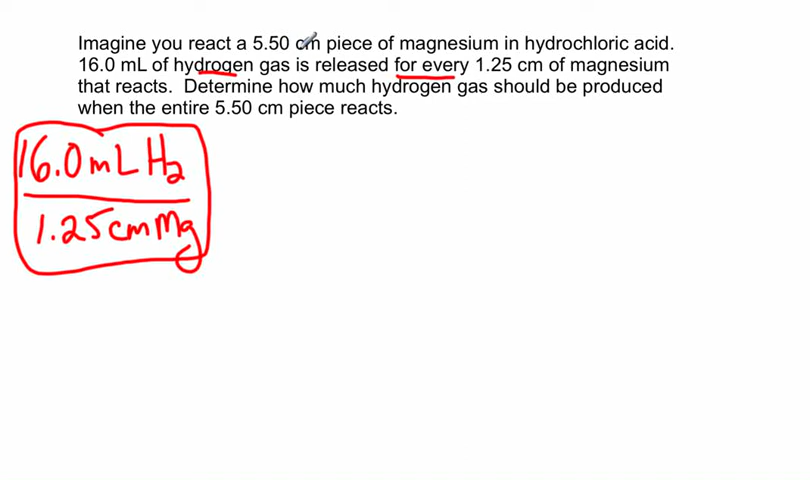 Imagine you react a 5.50 cm piece of magnesium in hydrochloric acid.
16.0 mL of hydrogen gas is released for every 1.25 cm of magnesium
that reacts. Determine how much hydrogen gas should be produced
when the entire 5.50 cm piece reacts.
16.0 mL H₂
1.25 cm Mg